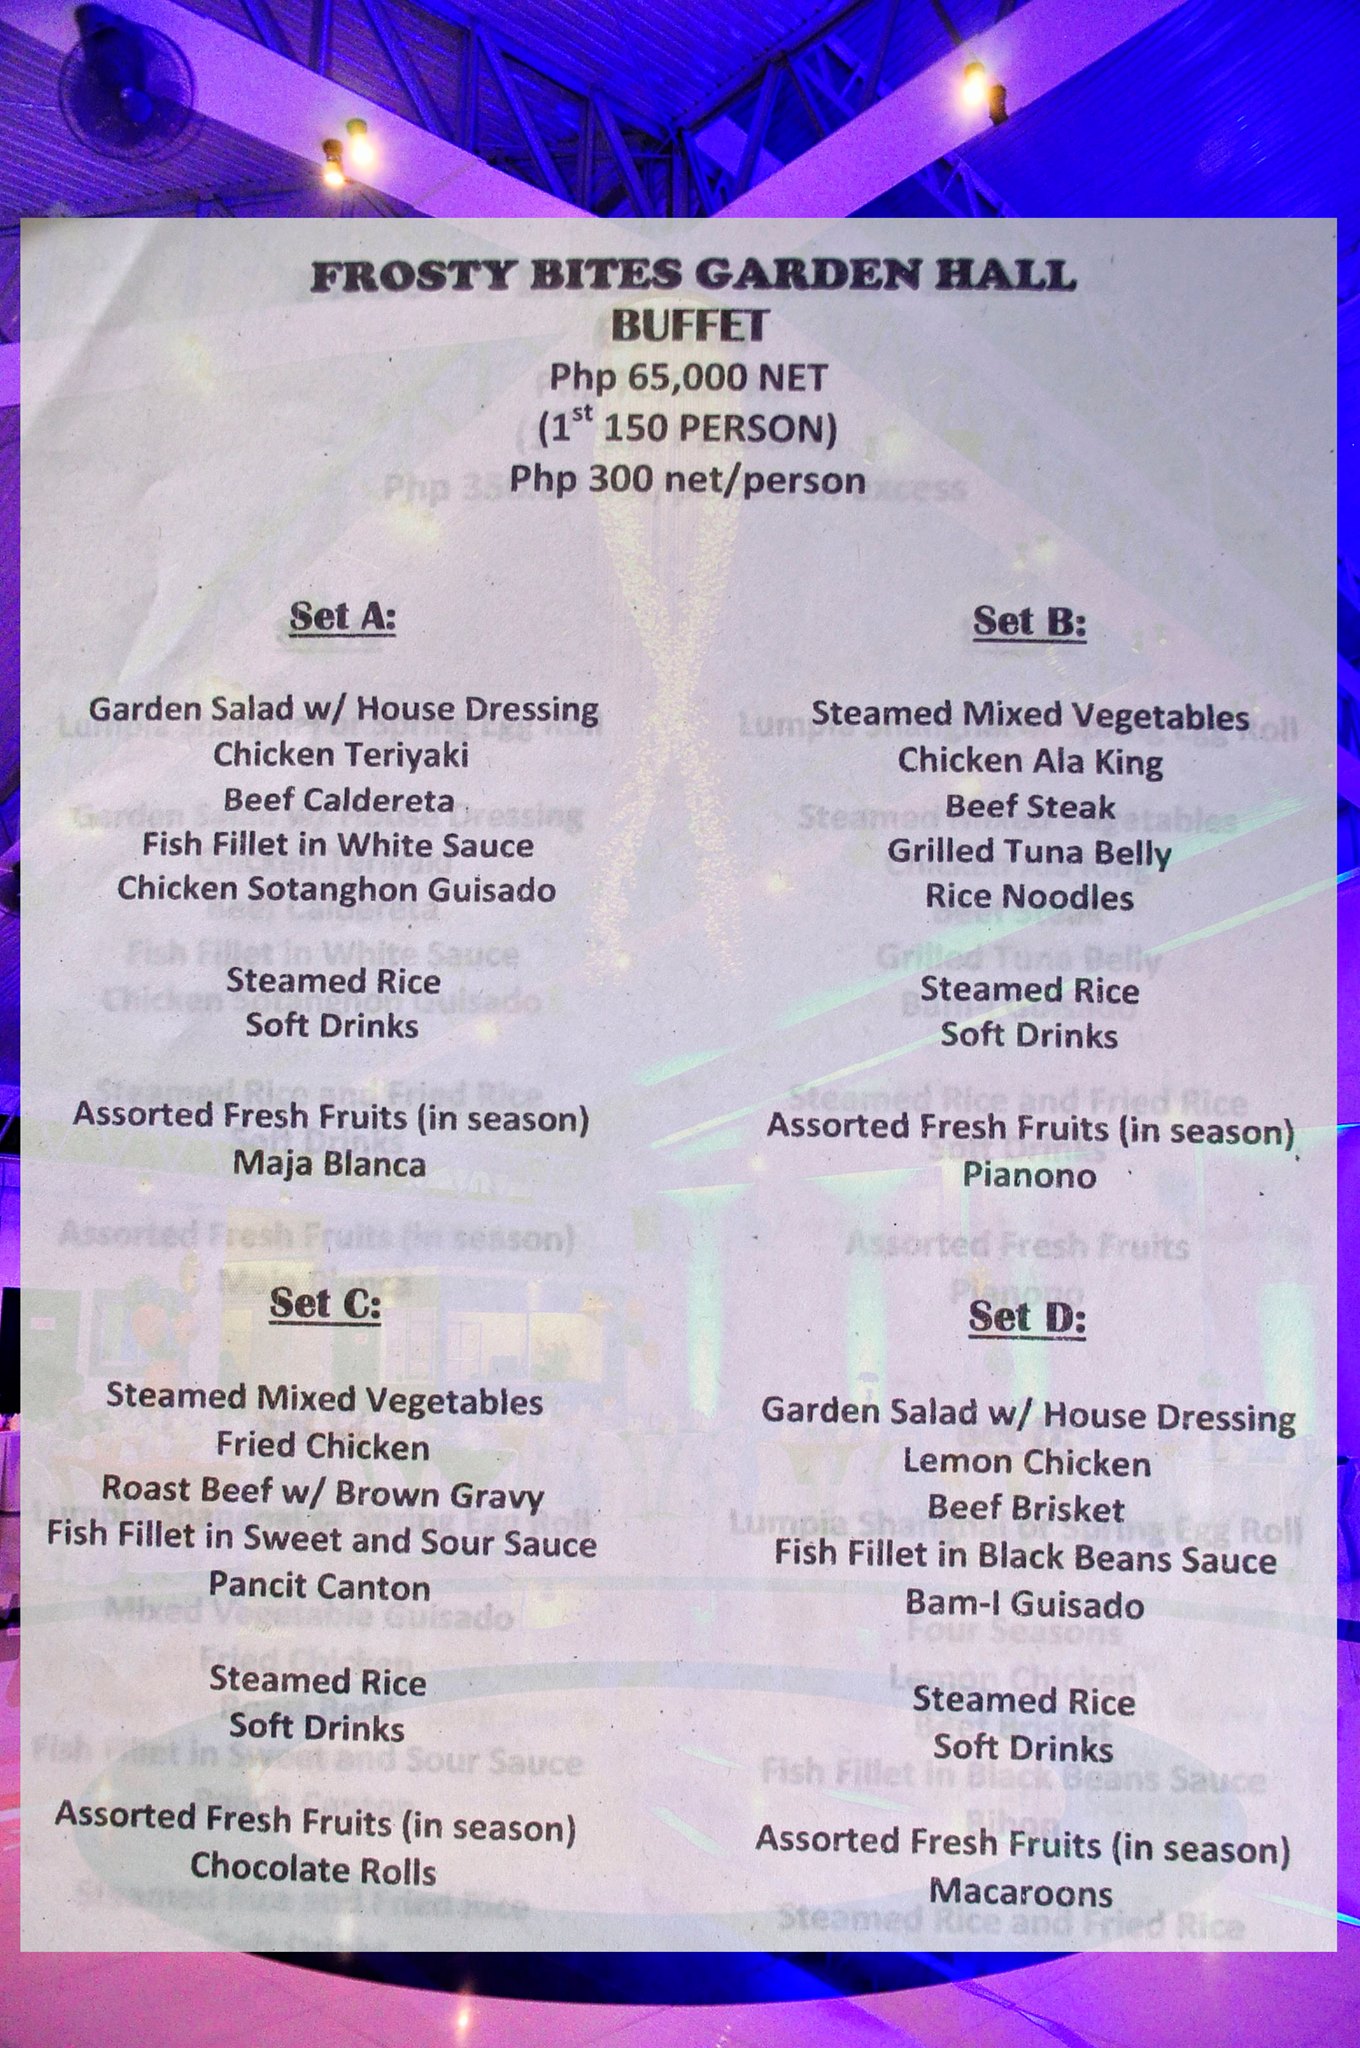 FROSTY BITES GARDEN HALL
BUFFET
Php 65,000 NET
(1st 150 PERSON)
Php 300 net/person
Set A:
Garden Salad w/ House Dressing
Chicken Teriyaki
Beef Caldereta
Fish Fillet in White Sauce
Chicken Sotanghon Guisado
Steamed Rice
Soft Drinks
Assorted Fresh Fruits (in season)
Maja Blanca
Set B:
Steamed Mixed Vegetables
Chicken Ala King
Beef Steak
Grilled Tuna Belly
Rice Noodles
Steamed Rice
Soft Drinks
Assorted Fresh Fruits (in season)
Pianono
Set C:
Steamed Mixed Vegetables
Fried Chicken
Roast Beef w/ Brown Gravy
Fish Fillet in Sweet and Sour Sauce
Pancit Canton
Steamed Rice
Soft Drinks
Assorted Fresh Fruits (in season)
Chocolate Rolls
Set D:
Garden Salad w/ House Dressing
Lemon Chicken
Beef Brisket
Fish Fillet in Black Beans Sauce
Bam-I Guisado
Steamed Rice
Soft Drinks
Assorted Fresh Fruits (in season)
Macaroons